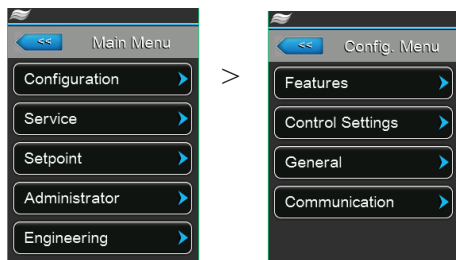 << Main Menu
Configuration
Service
Setpoint
Administrator
Engineering
>
<< Config. Menu
Features
Control Settings
General
Communication